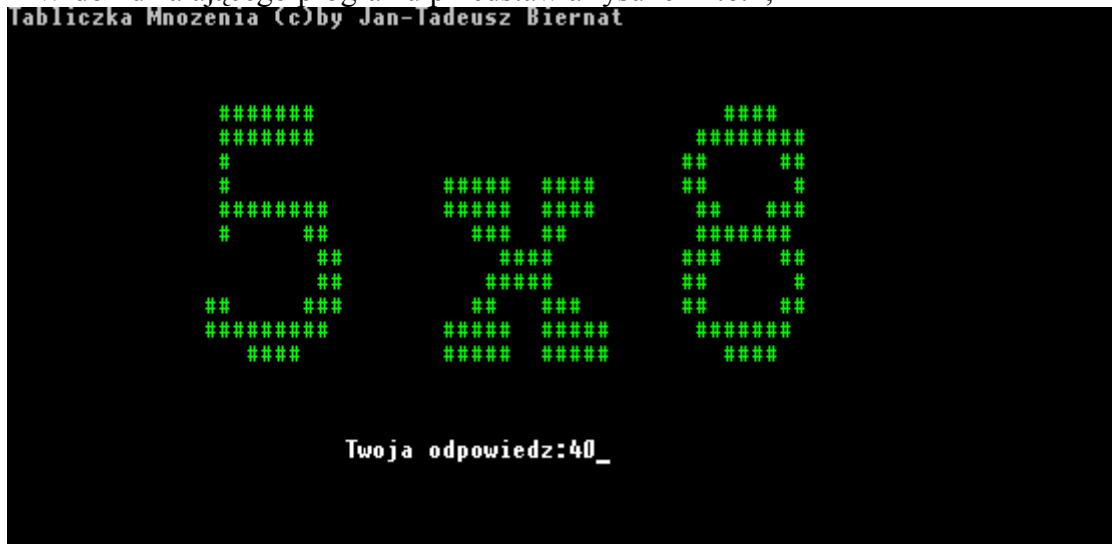 Tabliczka Mnozenia (c)by Jan-Tadeusz Biernat
5 x 8
Twoja odpowiedz:40_